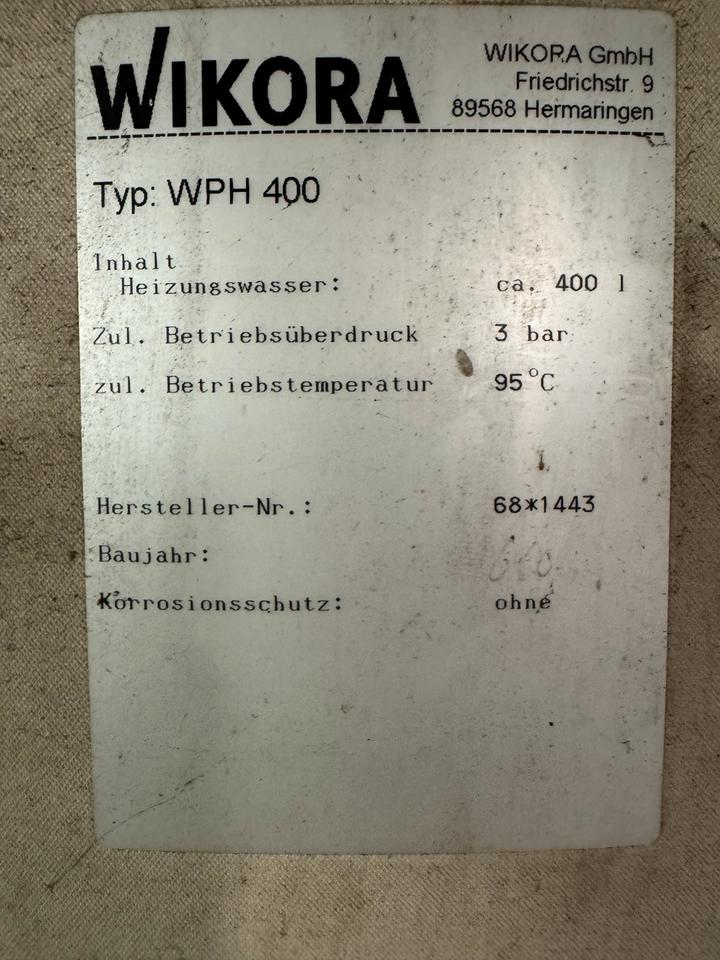 WIKORA
WIKORA GmbH
Friedrichstr. 9
89568 Hermaringen
Typ: WPH 400
Inhalt
Heizungswasser: ca. 400 l
Zul. Betriebsüberdruck 3 bar
zul. Betriebstemperatur 95°C
Hersteller-Nr.: 68*1443
Baujahr:
Korrosionsschutz: ohne